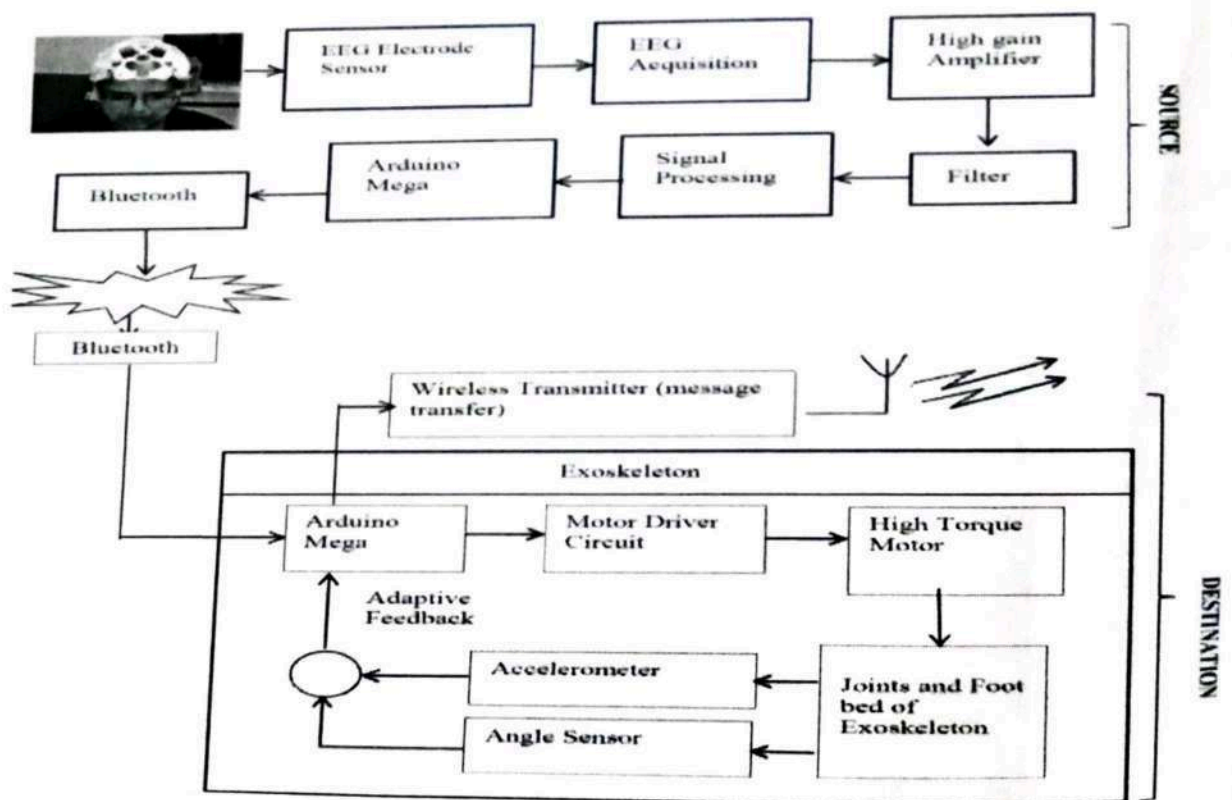 EEG Electrode
Sensor
EEG
Acquisition
High gain
Amplifier
SOURCE
Bluetooth
Arduino
Mega
Signal
Processing
Filter
Bluetooth
Wireless Transmitter (message
transfer)
Exoskeleton
Arduino
Mega
Motor Driver
Circuit
High Torque
Motor
DESTINATION
Adaptive
Feedback
Accelerometer
Joints and Foot
bed of
Exoskeleton
Angle Sensor